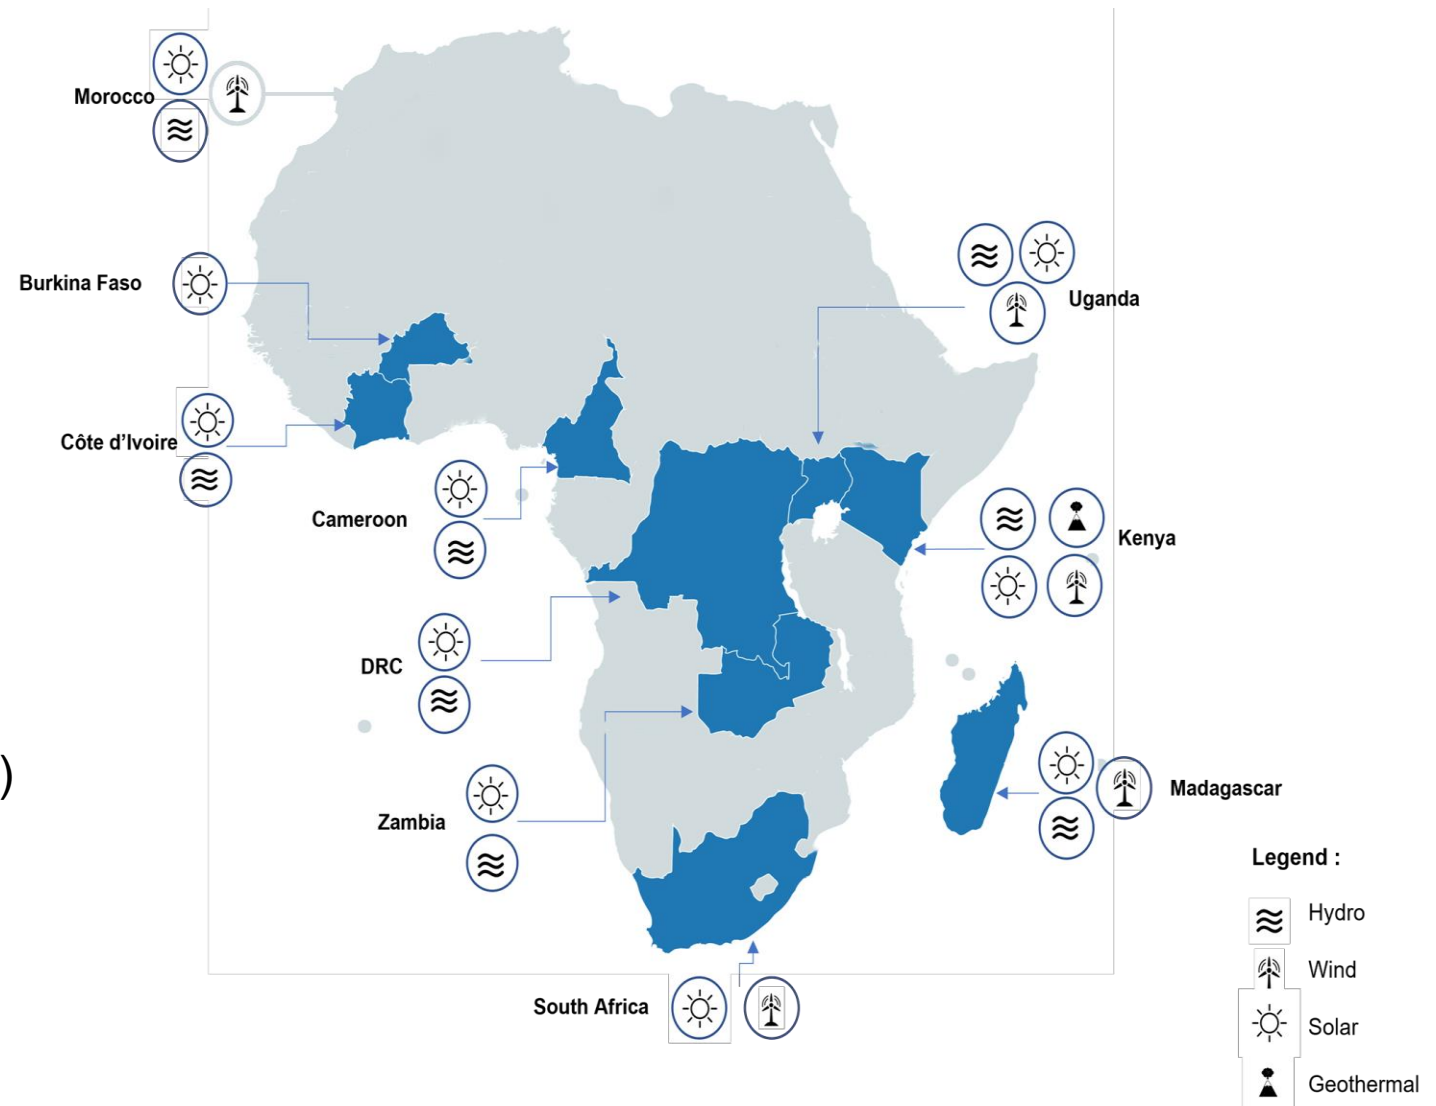 Morocco
Burkina Faso
Uganda
Côte d’Ivoire
Cameroon
Kenya
DRC
)
Madagascar
Zambia
Legend :
Hydro
Wind
South Africa
Solar
Geothermal